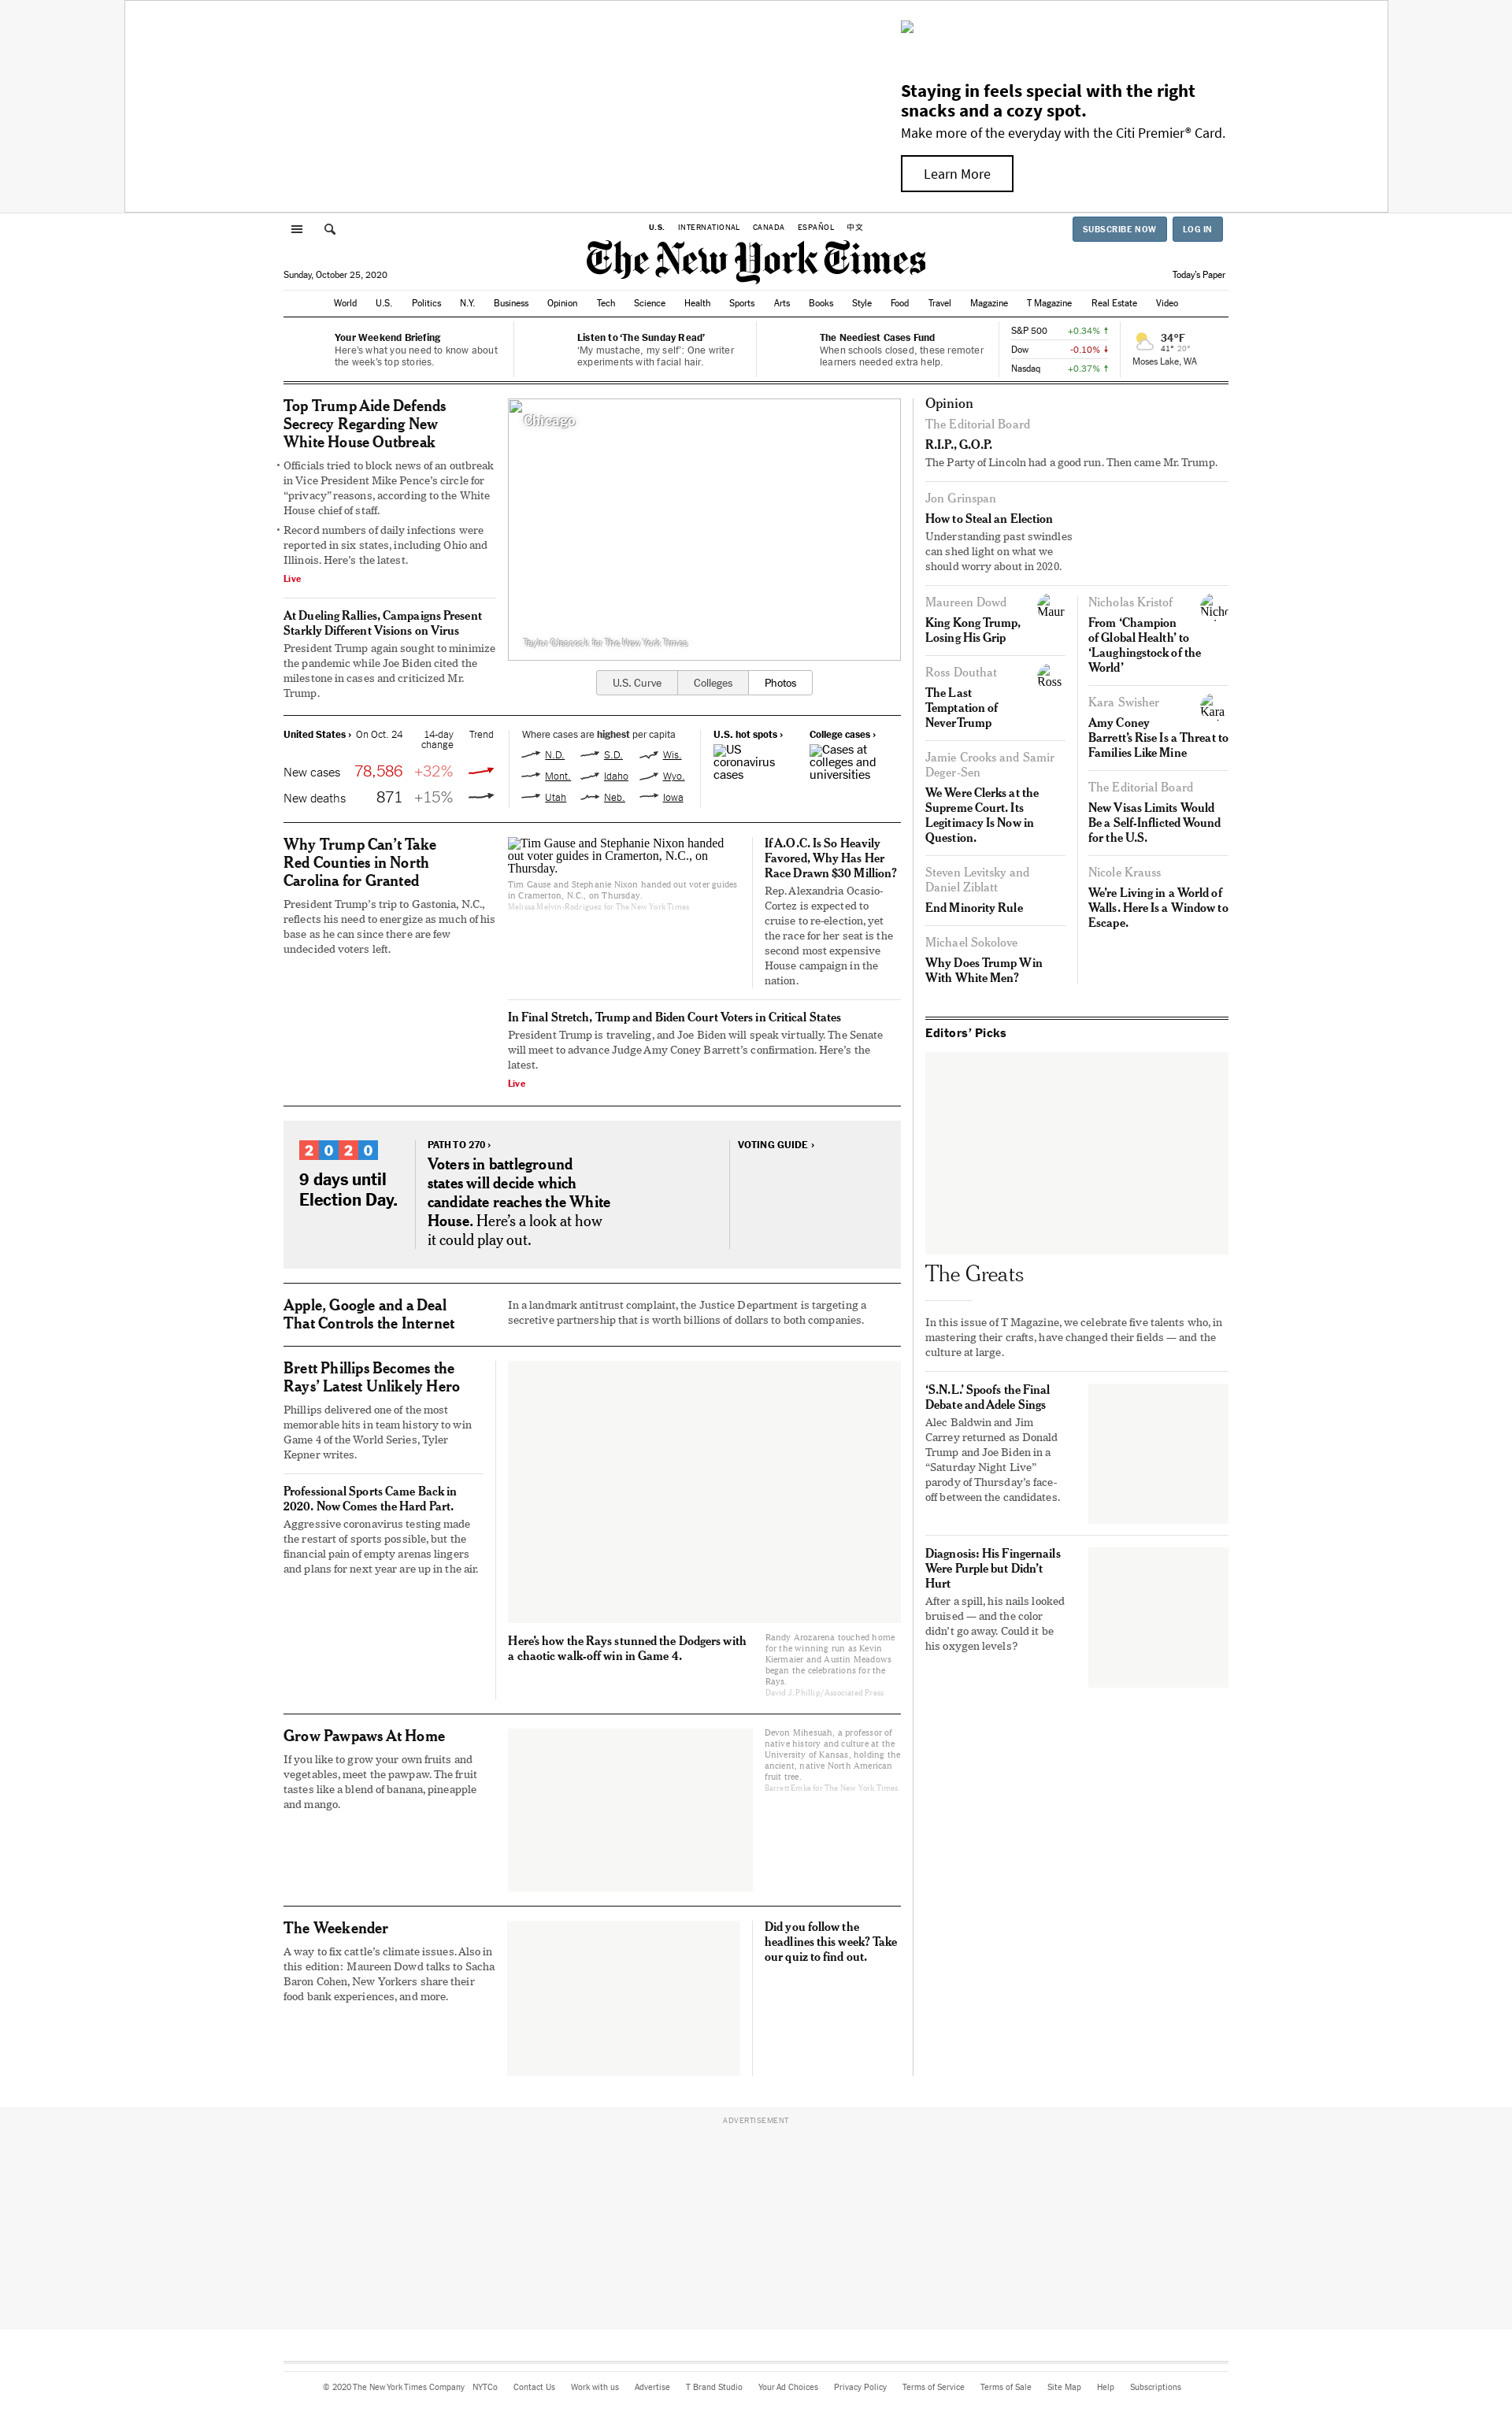 Staying in feels special with the right
snacks and a cozy spot.
Make more of the everyday with the Citi Premier® Card.
Learn More
U.S. INTERNATIONAL CANADA ESPAÑOL 中文
SUBSCRIBE NOW LOG IN
The New York Times
Sunday, October 25, 2020
Today's Paper
World U.S. Politics N.Y. Business Opinion Tech Science Health Sports Arts Books Style Food Travel Magazine T Magazine Real Estate Video
Your Weekend Briefing
Here's what you need to know about
the week's top stories.
Listen to 'The Sunday Read'
'My mustache, my self': One writer
experiments with facial hair.
The Neediest Cases Fund
When schools closed, these remoter
learners needed extra help.
S&P 500 +0.34% ↑
Dow -0.10% ↓
Nasdaq +0.37% ↑
34°F
41° 20°
Moses Lake, WA
Top Trump Aide Defends
Secrecy Regarding New
White House Outbreak
• Officials tried to block news of an outbreak
in Vice President Mike Pence's circle for
“privacy” reasons, according to the White
House chief of staff.
• Record numbers of daily infections were
reported in six states, including Ohio and
Illinois. Here's the latest.
Live
At Dueling Rallies, Campaigns Present
Starkly Different Visions on Virus
President Trump again sought to minimize
the pandemic while Joe Biden cited the
milestone in cases and criticized Mr.
Trump.
Chicago
Taylor Glascock for The New York Times
U.S. Curve Colleges Photos
United States › On Oct. 24 14-day
change Trend
New cases 78,586 +32%
New deaths 871 +15%
Where cases are highest per capita
N.D. S.D. Wis.
Mont. Idaho Wyo.
Utah Neb. Iowa
U.S. hot spots ›
US
coronavirus
cases
College cases ›
Cases at
colleges and
universities
Why Trump Can't Take
Red Counties in North
Carolina for Granted
President Trump's trip to Gastonia, N.C.,
reflects his need to energize as much of his
base as he can since there are few
undecided voters left.
Tim Gause and Stephanie Nixon handed
out voter guides in Cramerton, N.C., on
Thursday.
Tim Gause and Stephanie Nixon handed out voter guides
in Cramerton, N.C., on Thursday.
Melissa Melvin-Rodriguez for The New York Times
If A.O.C. Is So Heavily
Favored, Why Has Her
Race Drawn $30 Million?
Rep. Alexandria Ocasio-
Cortez is expected to
cruise to re-election, yet
the race for her seat is the
second most expensive
House campaign in the
nation.
In Final Stretch, Trump and Biden Court Voters in Critical States
President Trump is traveling, and Joe Biden will speak virtually. The Senate
will meet to advance Judge Amy Coney Barrett's confirmation. Here's the
latest.
Live
2020
9 days until
Election Day.
PATH TO 270 ›
Voters in battleground
states will decide which
candidate reaches the White
House. Here's a look at how
it could play out.
VOTING GUIDE ›
Apple, Google and a Deal
That Controls the Internet
In a landmark antitrust complaint, the Justice Department is targeting a
secretive partnership that is worth billions of dollars to both companies.
Brett Phillips Becomes the
Rays' Latest Unlikely Hero
Phillips delivered one of the most
memorable hits in team history to win
Game 4 of the World Series, Tyler
Kepner writes.
Professional Sports Came Back in
2020. Now Comes the Hard Part.
Aggressive coronavirus testing made
the restart of sports possible, but the
financial pain of empty arenas lingers
and plans for next year are up in the air.
Here's how the Rays stunned the Dodgers with
a chaotic walk-off win in Game 4.
Randy Arozarena touched home
for the winning run as Kevin
Kiermaier and Austin Meadows
began the celebrations for the
Rays.
David J. Phillip/Associated Press
Grow Pawpaws At Home
If you like to grow your own fruits and
vegetables, meet the pawpaw. The fruit
tastes like a blend of banana, pineapple
and mango.
Devon Mihesuah, a professor of
native history and culture at the
University of Kansas, holding the
ancient, native North American
fruit tree.
Barrett Emke for The New York Times
The Weekender
A way to fix cattle's climate issues. Also in
this edition: Maureen Dowd talks to Sacha
Baron Cohen, New Yorkers share their
food bank experiences, and more.
Did you follow the
headlines this week? Take
our quiz to find out.
Opinion
The Editorial Board
R.I.P., G.O.P.
The Party of Lincoln had a good run. Then came Mr. Trump.
Jon Grinspan
How to Steal an Election
Understanding past swindles
can shed light on what we
should worry about in 2020.
Maureen Dowd
Maur
King Kong Trump,
Losing His Grip
Ross Douthat
Ross
The Last
Temptation of
NeverTrump
Jamie Crooks and Samir
Deger-Sen
We Were Clerks at the
Supreme Court. Its
Legitimacy Is Now in
Question.
Steven Levitsky and
Daniel Ziblatt
End Minority Rule
Michael Sokolove
Why Does Trump Win
With White Men?
Nicholas Kristof
Nicho
From ‘Champion
of Global Health’ to
‘Laughingstock of the
World’
Kara Swisher
Kara
Amy Coney
Barrett's Rise Is a Threat to
Families Like Mine
The Editorial Board
New Visas Limits Would
Be a Self-Inflicted Wound
for the U.S.
Nicole Krauss
We're Living in a World of
Walls. Here Is a Window to
Escape.
Editors' Picks
The Greats
In this issue of T Magazine, we celebrate five talents who, in
mastering their crafts, have changed their fields — and the
culture at large.
‘S.N.L.’ Spoofs the Final
Debate and Adele Sings
Alec Baldwin and Jim
Carrey returned as Donald
Trump and Joe Biden in a
“Saturday Night Live”
parody of Thursday's face-
off between the candidates.
Diagnosis: His Fingernails
Were Purple but Didn't
Hurt
After a spill, his nails looked
bruised — and the color
didn't go away. Could it be
his oxygen levels?
ADVERTISEMENT
© 2020 The New York Times Company NYTCo Contact Us Work with us Advertise T Brand Studio Your Ad Choices Privacy Policy Terms of Service Terms of Sale Site Map Help Subscriptions